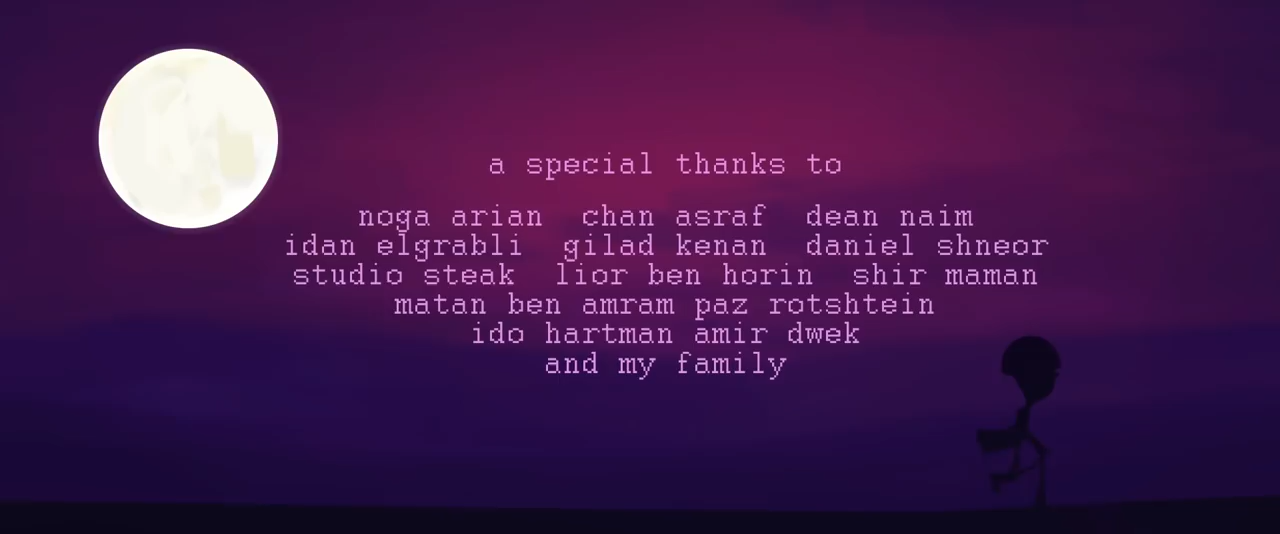 a special thanks to
noga arian  chan asraf  dean naim
idan elgrabli  gilad kenan  daniel shneor
studio steak  lior ben horin  shir maman
matan ben amram paz rotshtein
ido hartman amir dwek
and my family